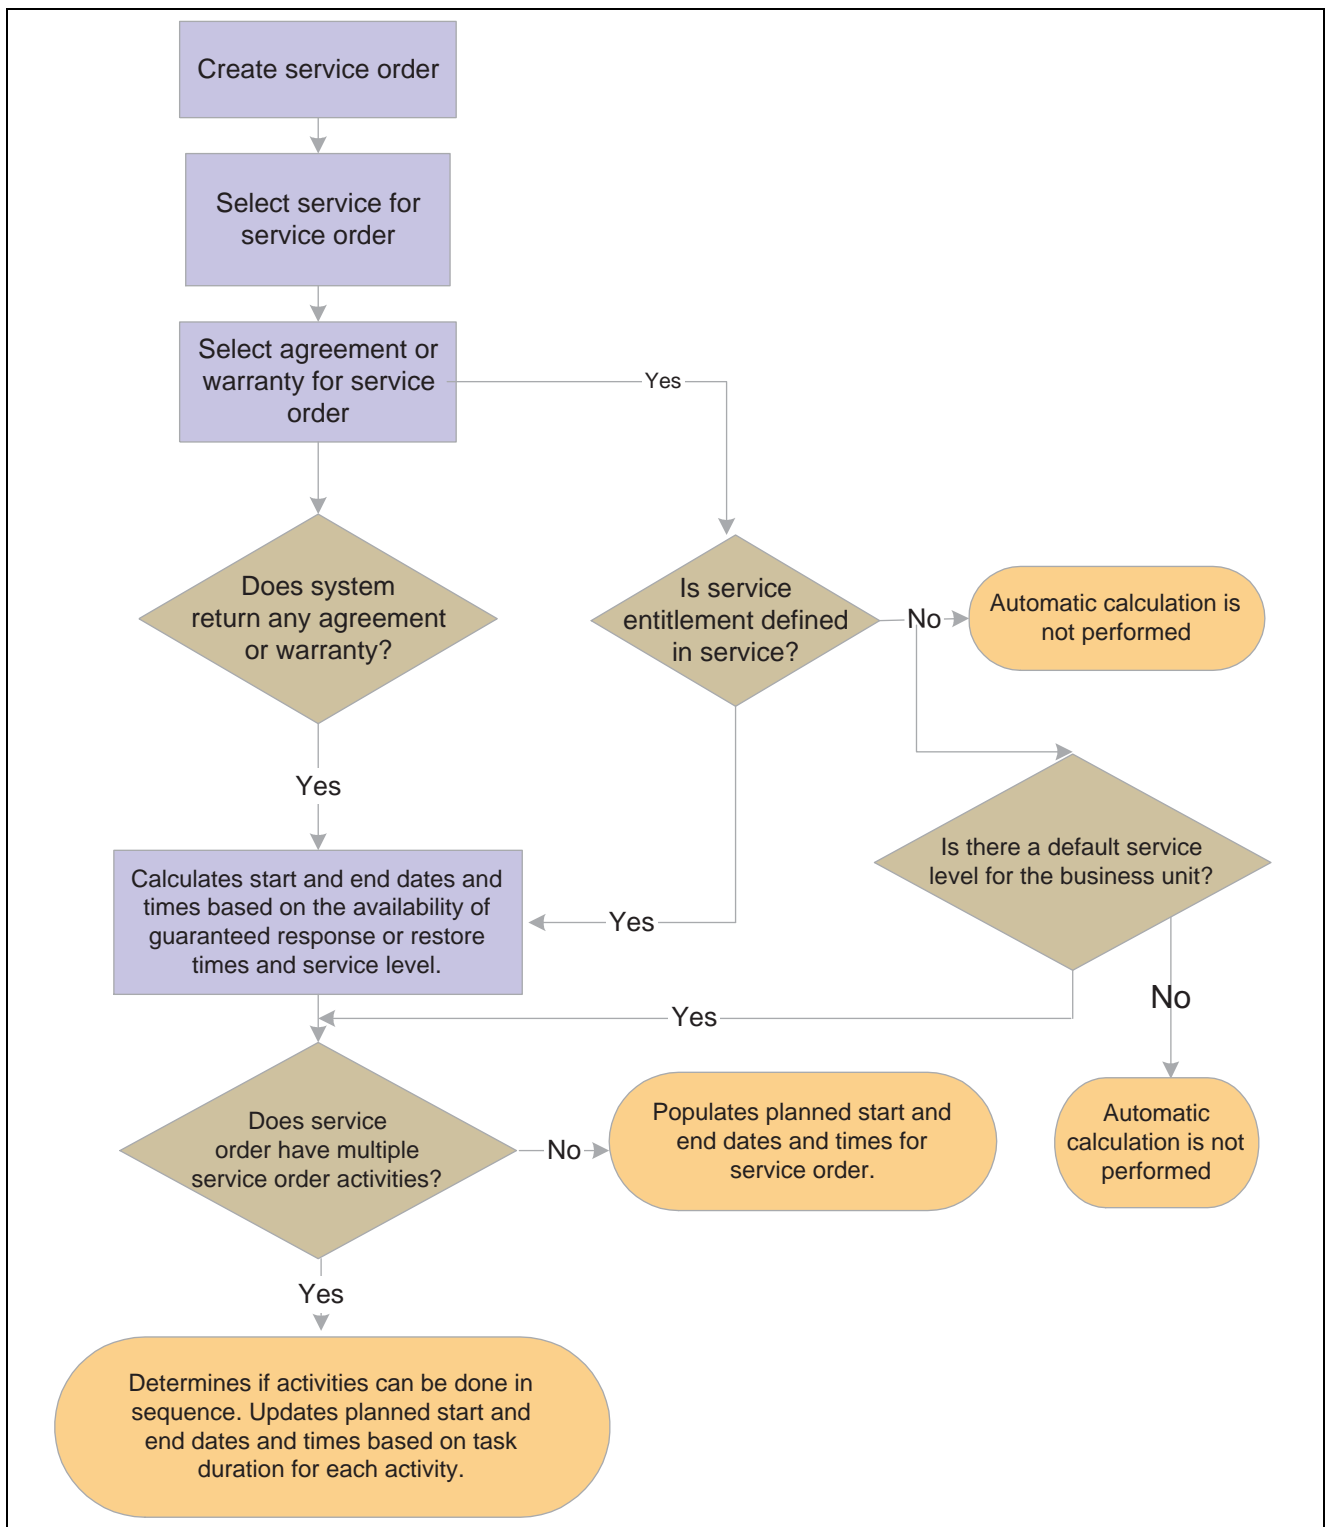 Create service order
Select service for
service order
Select agreement or
warranty for service
order
Yes
Does system
return any agreement
or warranty?
Is service
entitlement defined
in service?
No
Automatic calculation is
not performed
Yes
Is there a default service
level for the business unit?
Calculates start and end dates and
times based on the availability of
guaranteed response or restore
times and service level.
Yes
No
Yes
Does service
order have multiple
service order activities?
No
Populates planned start and
end dates and times for
service order.
Automatic
calculation is not
performed
Yes
Determines if activities can be done in
sequence. Updates planned start and
end dates and times based on task
duration for each activity.